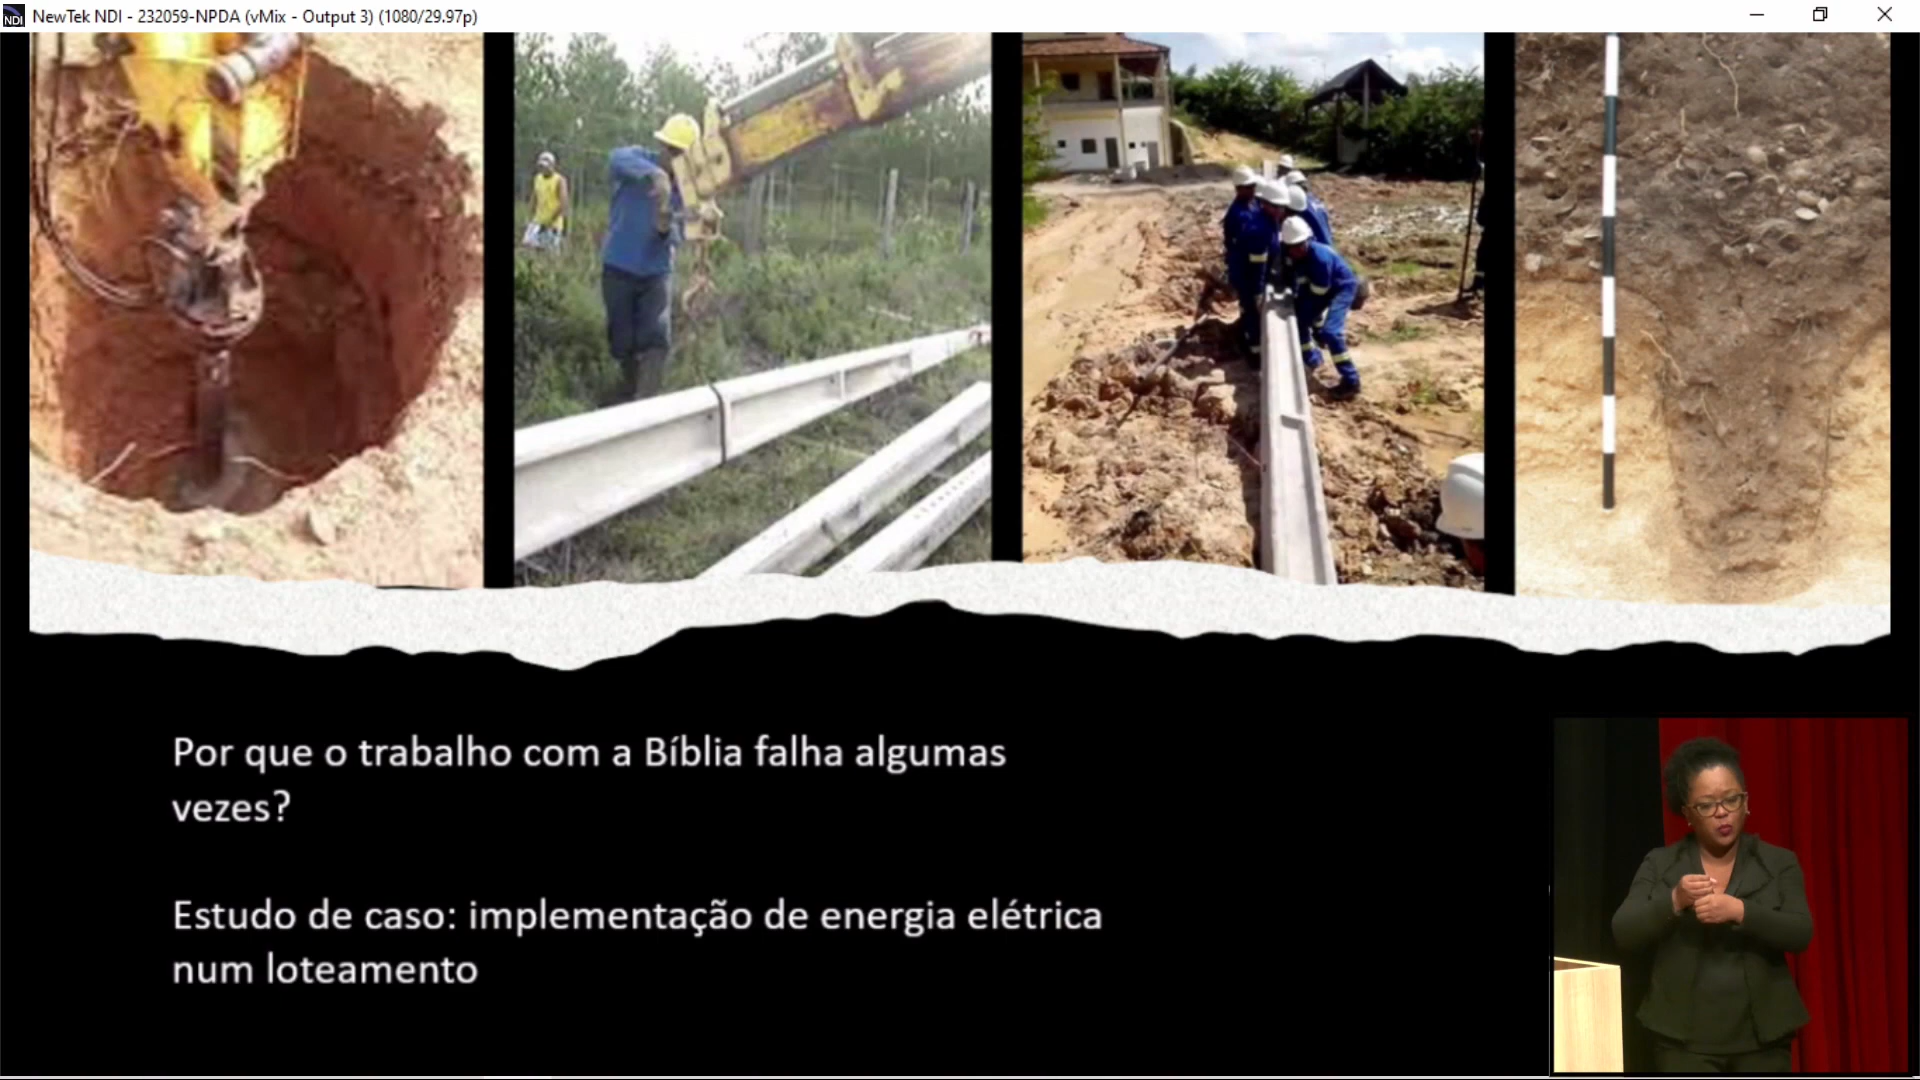 NDI NewTek NDI - 232059-NPDA (vMix - Output 3) (1080/29.97p)
Por que o trabalho com a Bíblia falha algumas
vezes?
Estudo de caso: implementação de energia elétrica
num loteamento